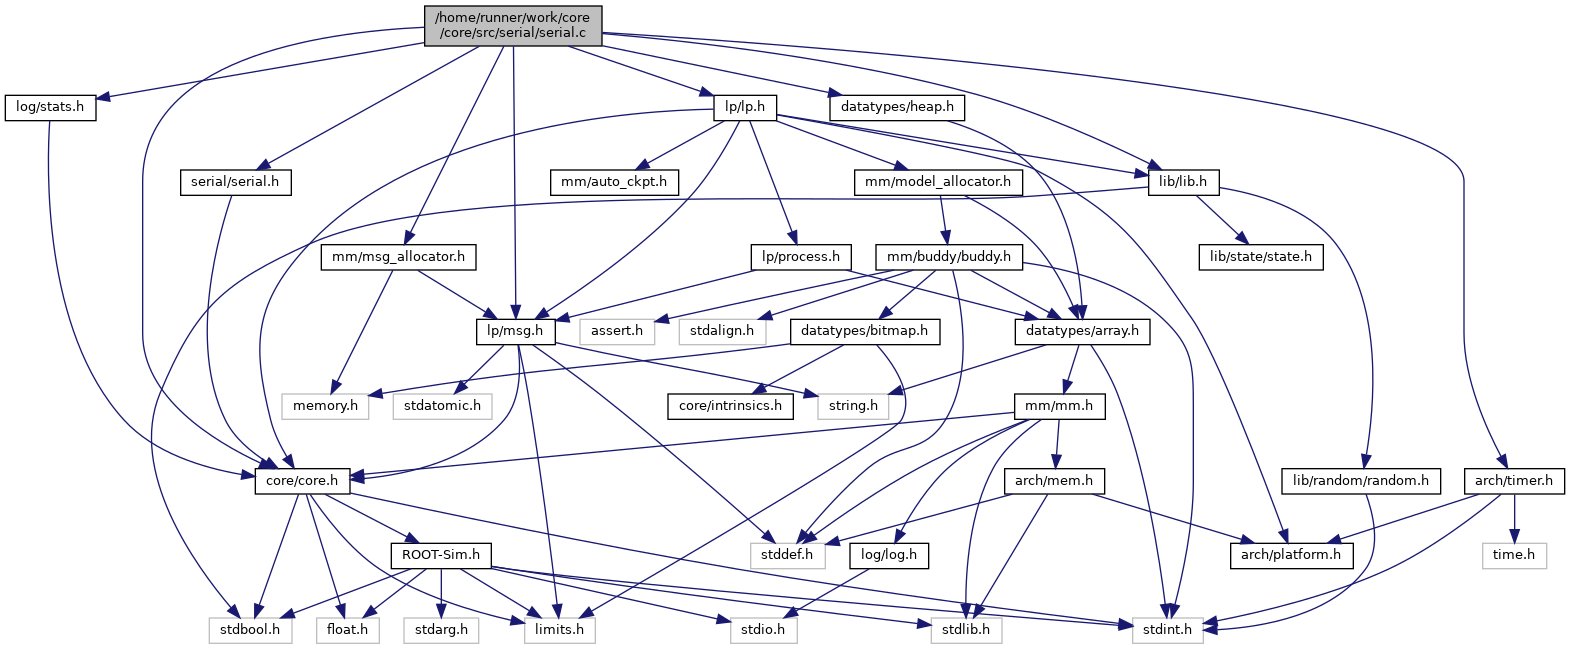 /home/runner/work/core
/core/src/serial/serial.c
log/stats.h
lp/lp.h
datatypes/heap.h
serial/serial.h
mm/auto_ckpt.h
mm/model_allocator.h
lib/lib.h
mm/msg_allocator.h
lp/process.h
mm/buddy/buddy.h
lib/state/state.h
lp/msg.h
assert.h
stdalign.h
datatypes/bitmap.h
datatypes/array.h
memory.h
stdatomic.h
core/intrinsics.h
string.h
mm/mm.h
core/core.h
arch/mem.h
lib/random/random.h
arch/timer.h
ROOT-Sim.h
stddef.h
log/log.h
arch/platform.h
time.h
stdbool.h
float.h
stdarg.h
limits.h
stdio.h
stdlib.h
stdint.h